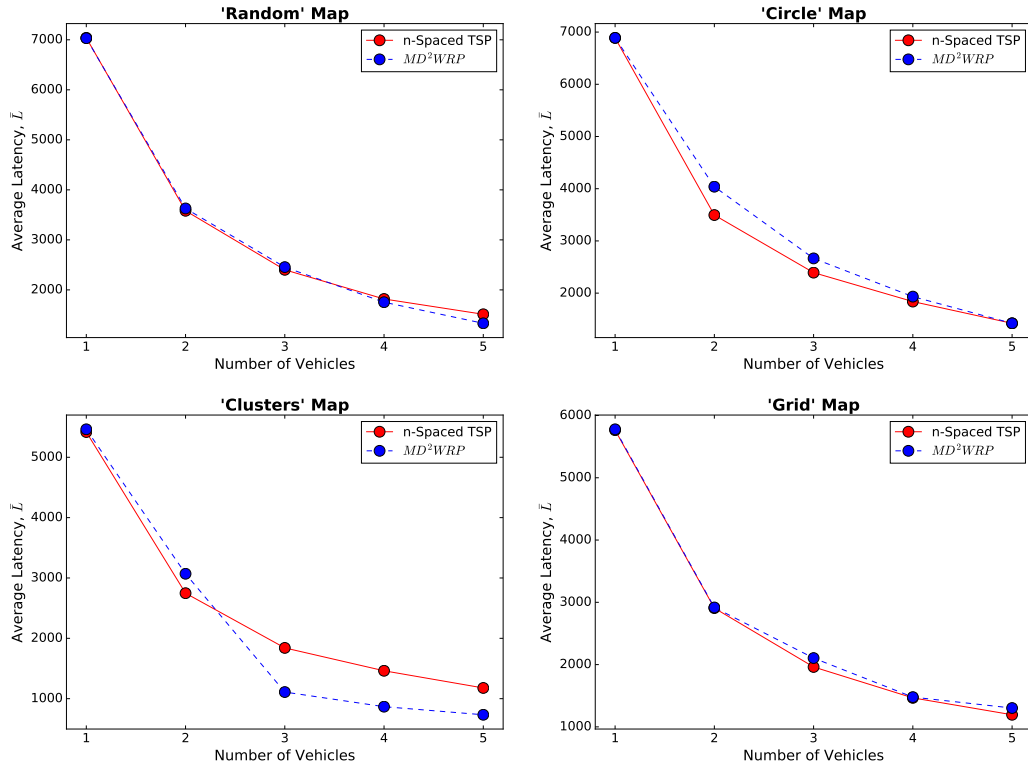 'Random' Map
7000
6000
5000
4000
3000
2000
Average Latency, L̄
n-Spaced TSP
MD²WRP
1 2 3 4 5
Number of Vehicles
'Circle' Map
7000
6000
5000
4000
3000
2000
Average Latency, L̄
n-Spaced TSP
MD²WRP
1 2 3 4 5
Number of Vehicles
'Clusters' Map
5000
4000
3000
2000
1000
Average Latency, L̄
n-Spaced TSP
MD²WRP
1 2 3 4 5
Number of Vehicles
'Grid' Map
6000
5000
4000
3000
2000
1000
Average Latency, L̄
n-Spaced TSP
MD²WRP
1 2 3 4 5
Number of Vehicles